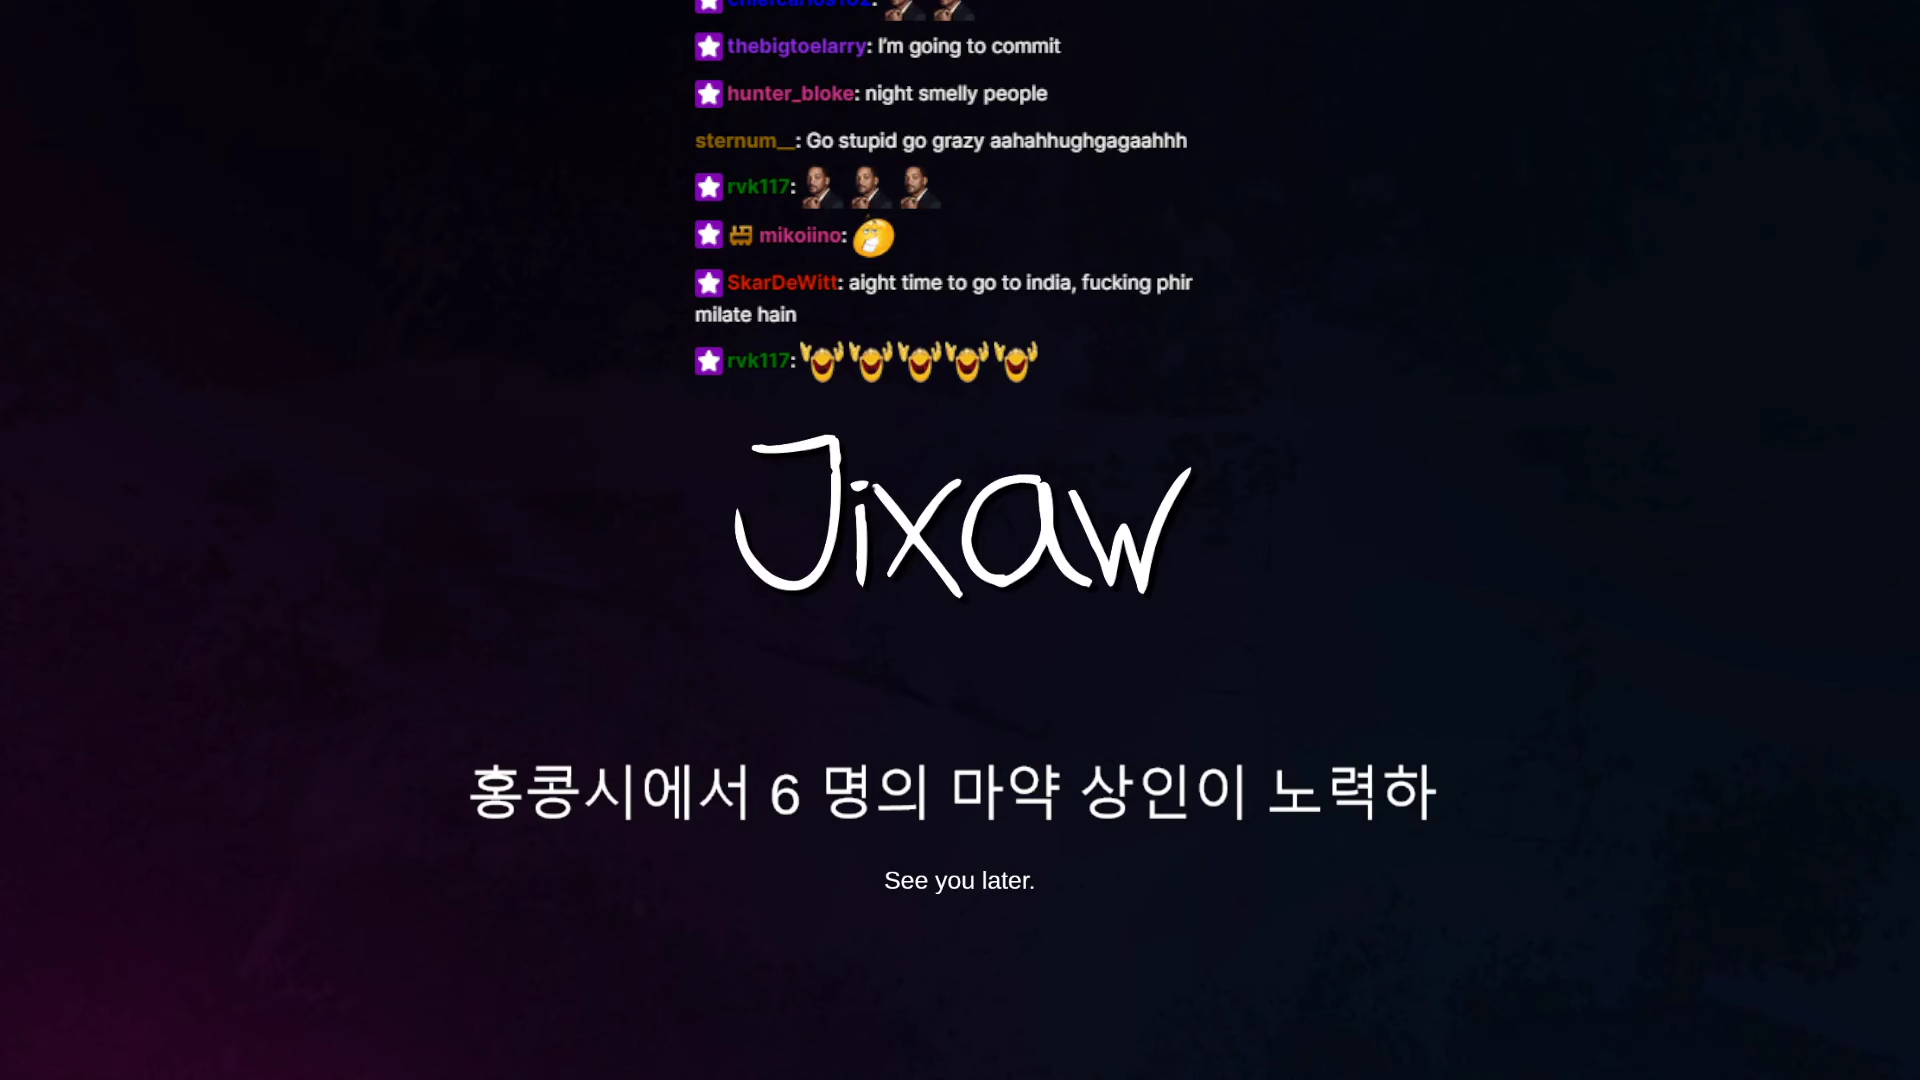 chiefcarlos102:
thebigtoelarry: I'm going to commit
hunter_bloke: night smelly people
sternum__: Go stupid go grazy aahahhughgagaahhh
rvk117:
mikoiino:
SkarDeWitt: aight time to go to india, fucking phir
milate hain
rvk117:
Jixaw
홍콩시에서 6 명의 마약 상인이 노력하
See you later.